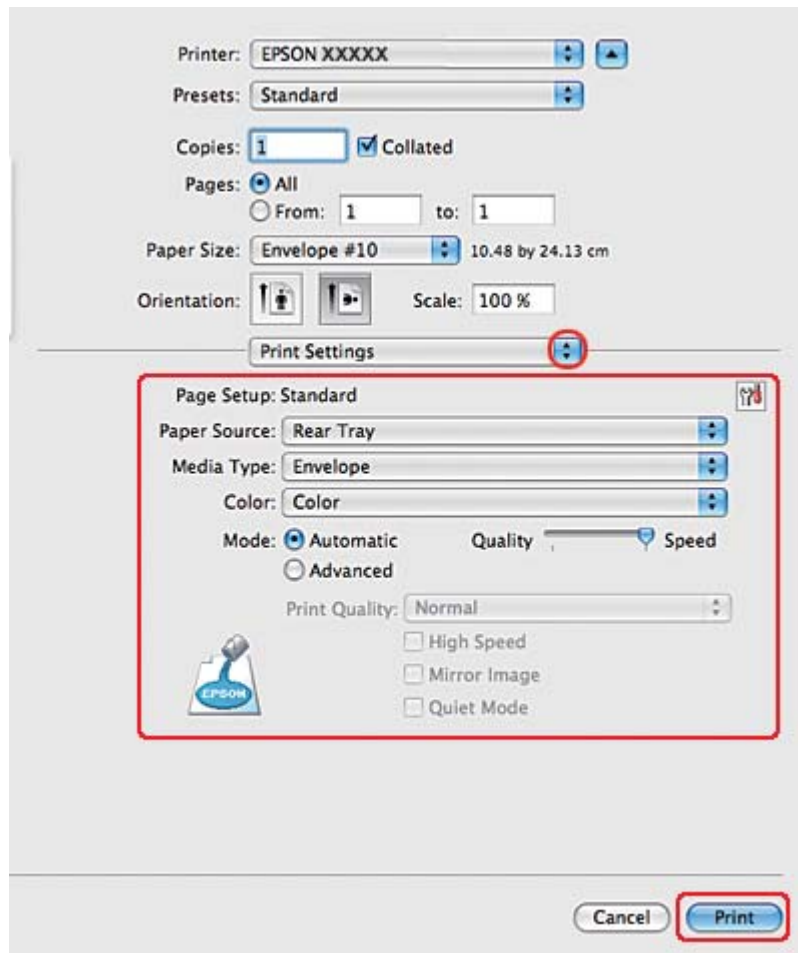 Printer: EPSON XXXXX
Presets: Standard
Copies: 1 Collated
Pages: All
From: 1 to: 1
Paper Size: Envelope #10 10.48 by 24.13 cm
Orientation: Scale: 100 %
Print Settings
Page Setup: Standard
Paper Source: Rear Tray
Media Type: Envelope
Color: Color
Mode: Automatic Quality Speed
Advanced
Print Quality: Normal
High Speed
Mirror Image
EPSON
Quiet Mode
Cancel Print